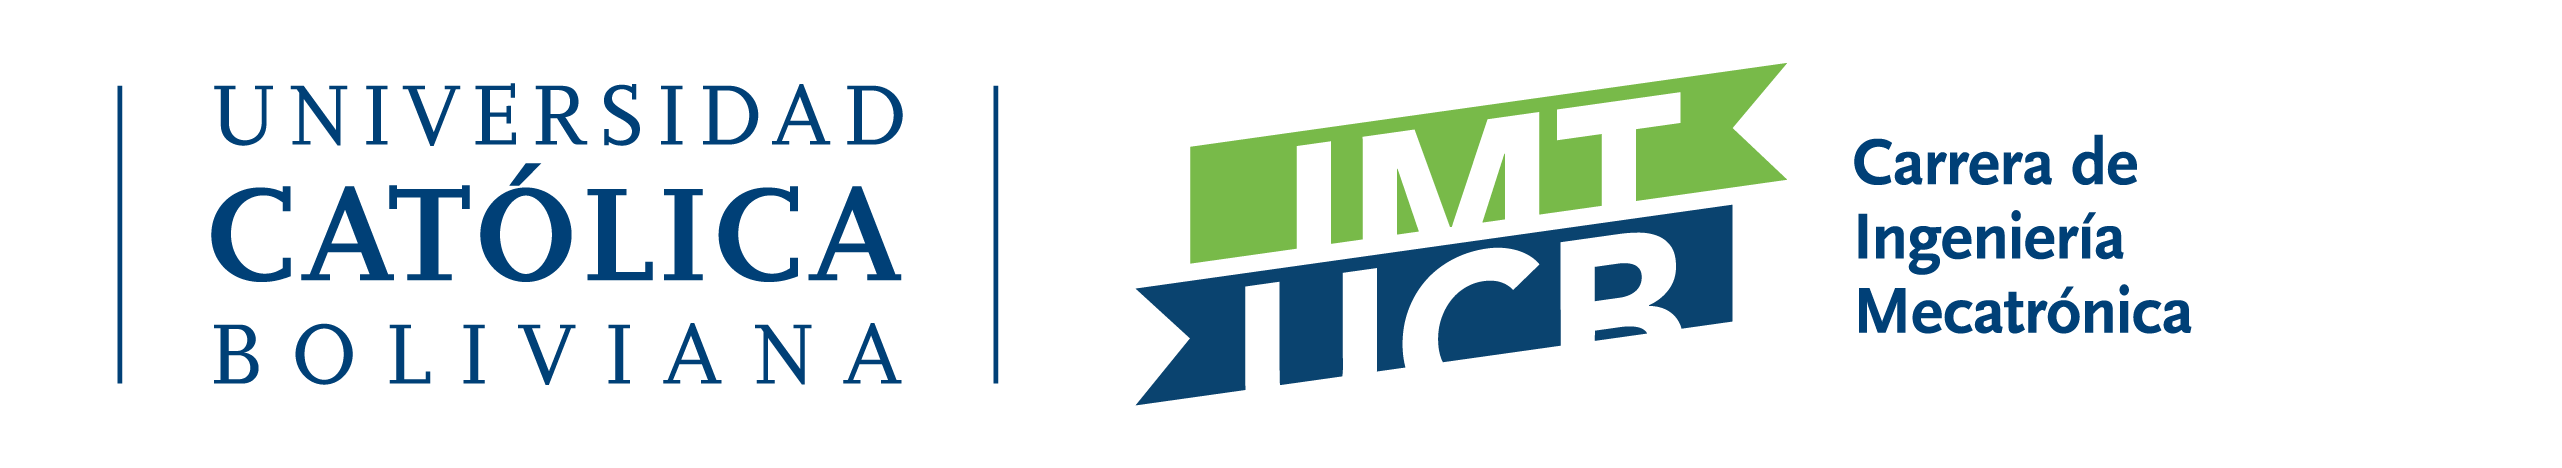 UNIVERSIDAD
CATÓLICA
BOLIVIANA
IMT
UCB
Carrera de
Ingeniería
Mecatrónica